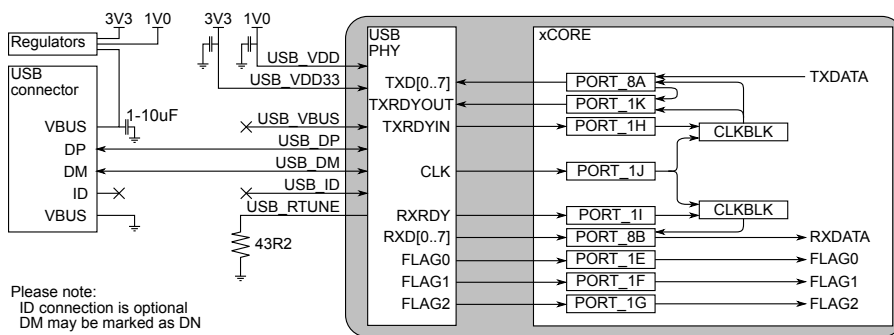 3V3 1V0
Regulators
USB
connector
VBUS
DP
DM
ID
VBUS
1-10uF
3V3 1V0
USB_VDD
USB_VDD33
USB_VBUS
USB_DP
USB_DM
USB_ID
USB_RTUNE
43R2
Please note:
ID connection is optional
DM may be marked as DN
USB
PHY
TXD[0..7]
TXRDYOUT
TXRDYIN
CLK
RXRDY
RXD[0..7]
FLAG0
FLAG1
FLAG2
xCORE
PORT_8A
PORT_1K
PORT_1H
PORT_1J
PORT_1I
PORT_8B
PORT_1E
PORT_1F
PORT_1G
CLKBLK
CLKBLK
TXDATA
RXDATA
FLAG0
FLAG1
FLAG2